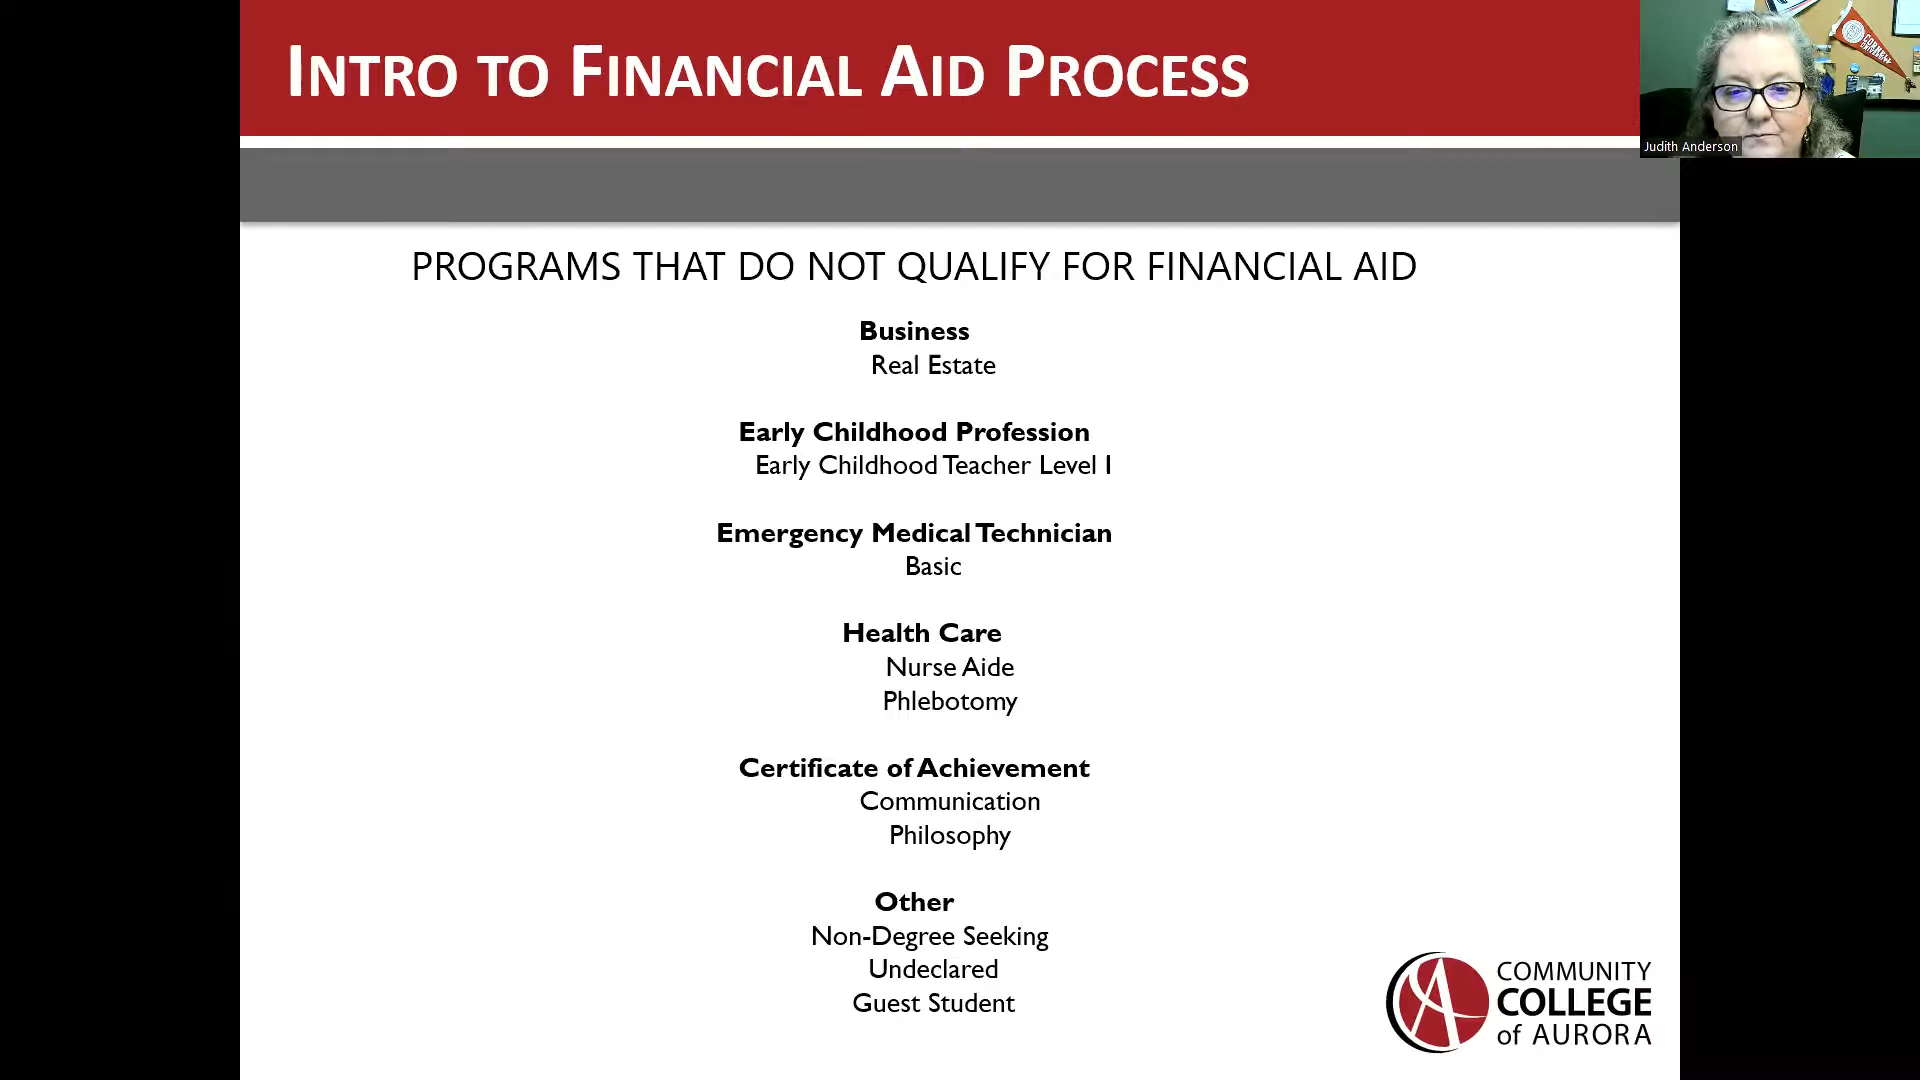 INTRO TO FINANCIAL AID PROCESS
CORNELL
UNIVERSITY
Judith Anderson
PROGRAMS THAT DO NOT QUALIFY FOR FINANCIAL AID
Business
Real Estate
Early Childhood Profession
Early Childhood Teacher Level I
Emergency Medical Technician
Basic
Health Care
Nurse Aide
Phlebotomy
Certificate of Achievement
Communication
Philosophy
Other
Non-Degree Seeking
Undeclared
Guest Student
COMMUNITY
COLLEGE
of AURORA